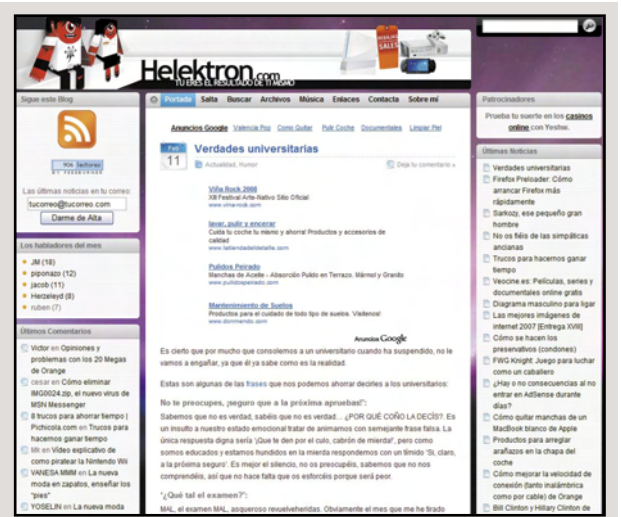 SALES
Helektron.com
TU ERES EL RESULTADO DE TI MISMO
Sigue este Blog
906 lectores
BY FEEDBURNER
Las últimas noticias en tu correo:
tucorreo@tucorreo.com
Darme de Alta
Los habladores del mes
JM (18)
piponazo (12)
jacob (11)
Herzeleyd (8)
ruben (7)
Últimos Comentarios
Victor en Opiniones y
problemas con los 20 Megas
de Orange
cesar en Cómo eliminar
IMG0024.zip, el nuevo virus de
MSN Messenger
8 trucos para ahorrar tiempo |
Pichicola.com en Trucos para
hacernos ganar tiempo
Mit en Vídeo explicativo de
como piratear la Nintendo Wii
VANESA MMM en La nueva
moda en zapatos, enseñar los
"pies"
YOSELIN en La nueva moda
Portada Salta Buscar Archivos Música Enlaces Contacta Sobre mí
Anuncios Google Valencia Pop Como Quitar Pulir Coche Documentales Limpiar Piel
Feb
11
Verdades universitarias
Actualidad, Humor
Deja tu comentario »
Viña Rock 2008
XIII Festival Arte-Nativo Sitio Oficial
www.vina-rock.com
lavar, pulir y encerar
Cuida tu coche tu mismo y ahorra! Productos y accesorios de
calidad
www.latiendadeldetalle.com
Pulidos Peirado
Manchas de Aceite - Absorción Pulido en Terrazo. Mármol y Granito
www.pulidospeirado.com
Mantenimiento de Suelos
Productos para el cuidado de todo tipo de suelos. Visitenos!
www.donmendo.com
Anuncios Google
Es cierto que por mucho que consolemos a un universitario cuando ha suspendido, no le
vamos a engañar, ya que él ya sabe como es la realidad.
Estas son algunas de las frases que nos podemos ahorrar decirles a los universitarios:
No te preocupes, ¡seguro que a la próxima apruebas!":
Sabemos que no es verdad, sabéis que no es verdad... ¿POR QUÉ COÑO LA DECÍS?. Es
un insulto a nuestro estado emocional tratar de animarnos con semejante frase falsa. La
única respuesta digna sería '¡Que te den por el culo, cabrón de mierda!', pero como
somos educados y estamos hundidos en la mierda respondemos con un tímido 'Si, claro,
a la próxima seguro'. Es mejor el silencio, no os preocupéis, sabemos que no nos
comprendéis, así que no hace falta que os esforcéis porque será peor.
'¿Qué tal el examen?':
MAL, el examen MAL, asqueroso revuelveheridas. Obviamente el mes que me he tirado
Patrocinadores
Prueba tu suerte en los casinos
online con Yeshw.
Últimas Noticias
Verdades universitarias
Firefox Preloader: Cómo
arrancar Firefox más
rápidamente
Sarkozy, ese pequeño gran
hombre
No os fiéis de las simpáticas
ancianas
Trucos para hacernos ganar
tiempo
Veocine.es: Películas, series y
documentales online gratis
Diagrama masculino para ligar
Las mejores imágenes de
internet 2007 [Entrega XVIII]
Cómo se hacen los
preservativos (condones)
FWG Knight: Juego para luchar
como un caballero
¿Hay o no consecuencias al no
entrar en AdSense durante
días?
Cómo quitar manchas de un
MacBook blanco de Apple
Productos para arreglar
arañazos en la chapa del
coche
Cómo mejorar la velocidad de
conexión (tanto inalámbrica
como por cable) de Orange
Bill Clinton y Hillary Clinton de